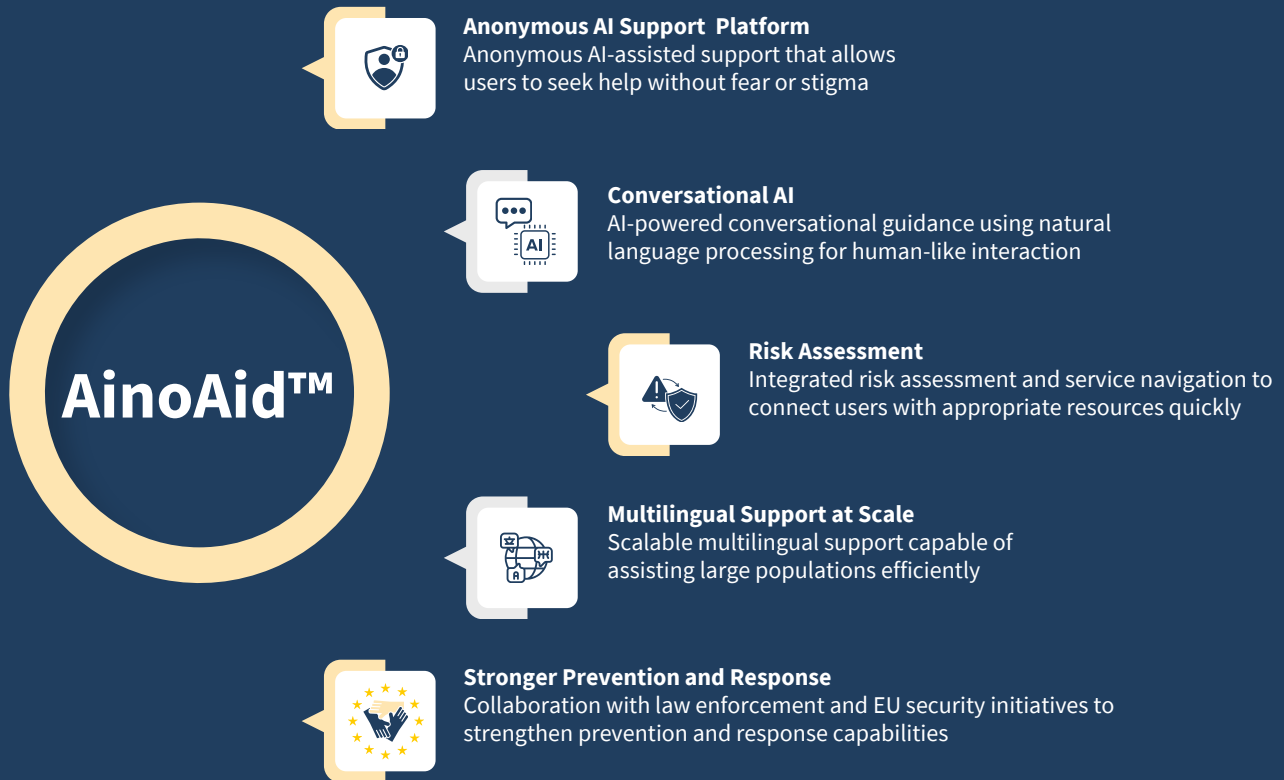 Anonymous AI Support  Platform
Anonymous AI-assisted support that allows
users to seek help without fear or stigma
Conversational AI
AI-powered conversational guidance using natural
language processing for human-like interaction
AI
AinoAid™
Risk Assessment
Integrated risk assessment and service navigation to
connect users with appropriate resources quickly
Multilingual Support at Scale
Scalable multilingual support capable of
assisting large populations efficiently
A
Stronger Prevention and Response
Collaboration with law enforcement and EU security initiatives to
strengthen prevention and response capabilities